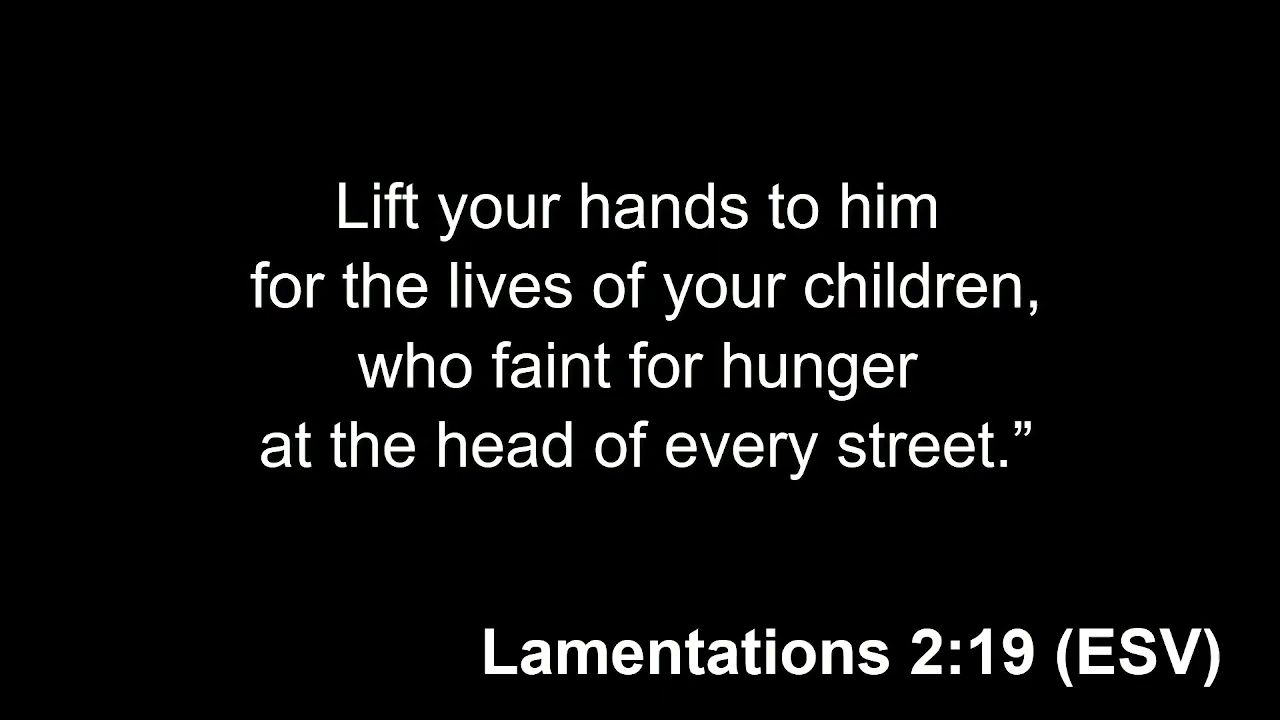 Lift your hands to him
for the lives of your children,
who faint for hunger
at the head of every street.”
Lamentations 2:19 (ESV)